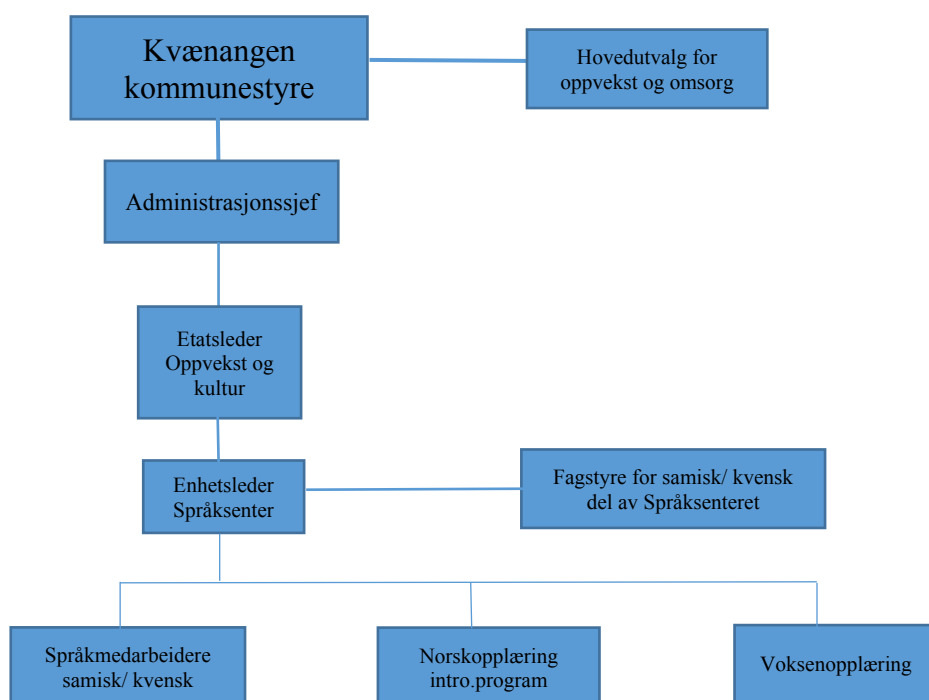 Kvænangen
kommunestyre
Hovedutvalg for
oppvekst og omsorg
Administrasjonssjef
Etatsleder
Oppvekst og
kultur
Enhetsleder
Språksenter
Fagstyre for samisk/ kvensk
del av Språksenteret
Språkmedarbeidere
samisk/ kvensk
Norskopplæring
intro.program
Voksenopplæring